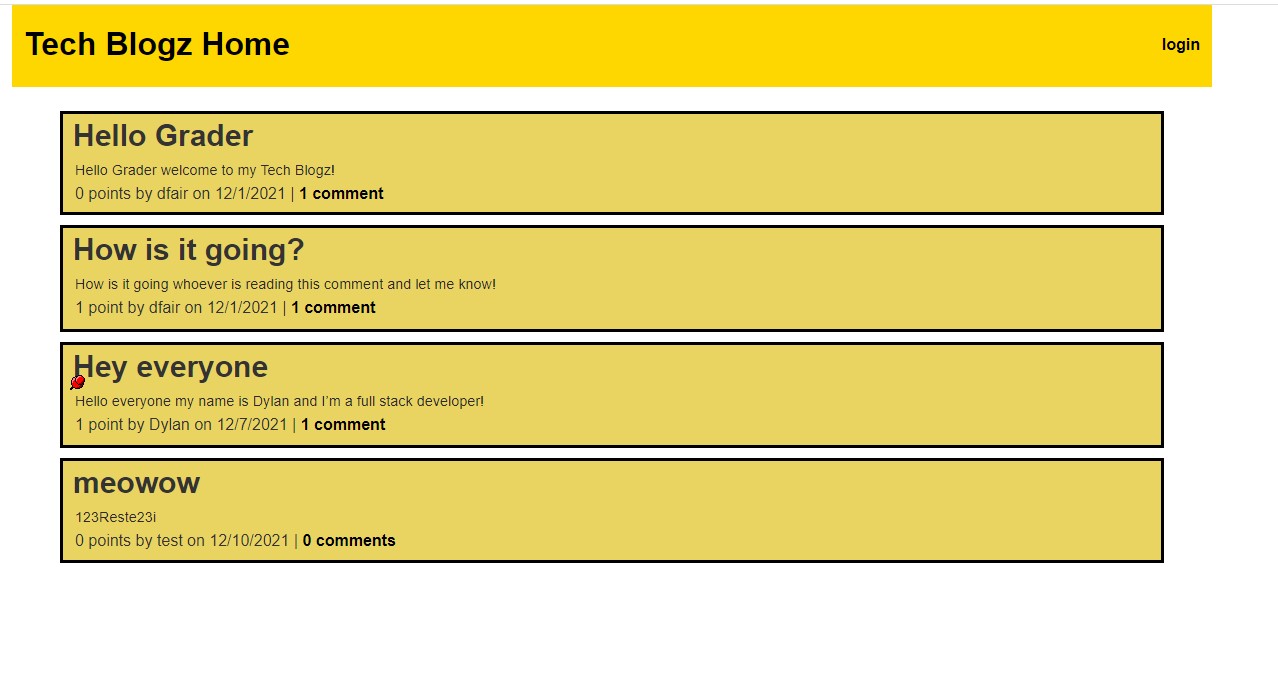 Tech Blogz Home
login
Hello Grader
Hello Grader welcome to my Tech Blogz!
0 points by dfair on 12/1/2021 | 1 comment
How is it going?
How is it going whoever is reading this comment and let me know!
1 point by dfair on 12/1/2021 | 1 comment
Hey everyone
Hello everyone my name is Dylan and I’m a full stack developer!
1 point by Dylan on 12/7/2021 | 1 comment
meowow
123Reste23i
0 points by test on 12/10/2021 | 0 comments